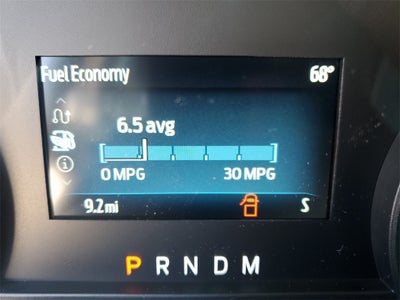 Fuel Economy 68°
6.5 avg
0 MPG 30 MPG
9.2 mi S
P R N D M